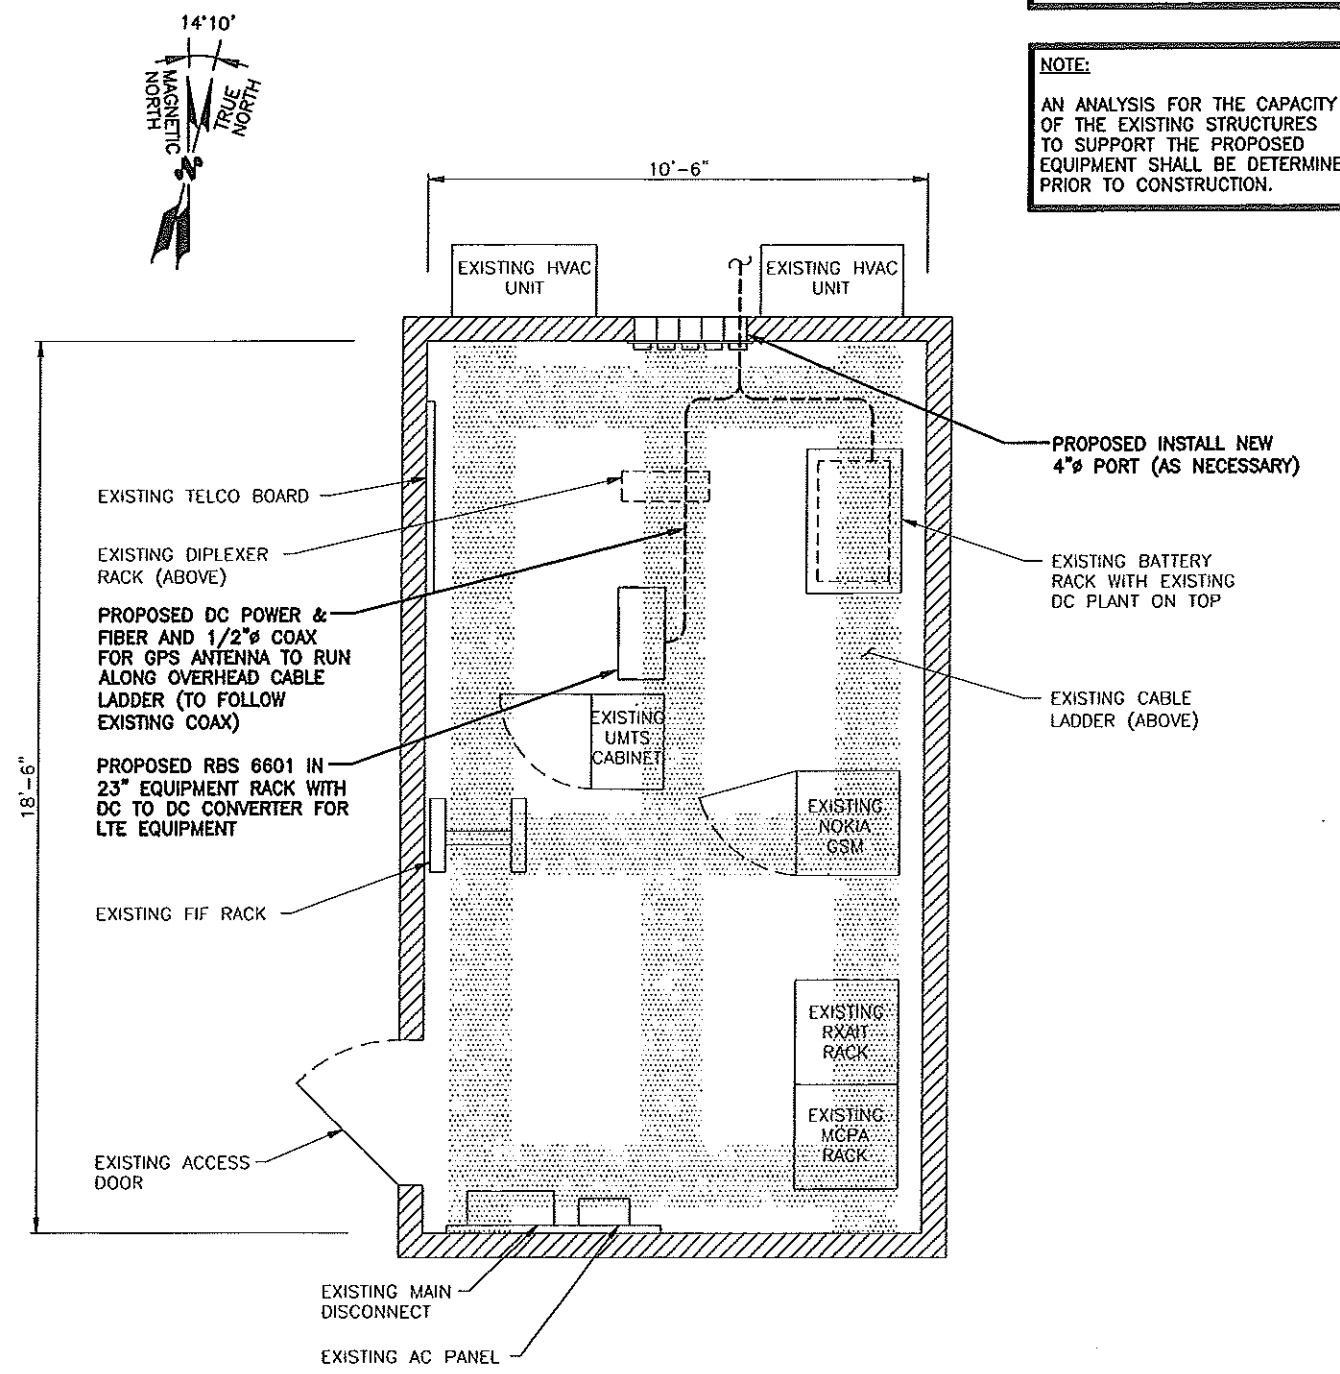 14°10'
MAGNETIC
NORTH
TRUE
NORTH
N
NOTE:
AN ANALYSIS FOR THE CAPACITY
OF THE EXISTING STRUCTURES
TO SUPPORT THE PROPOSED
EQUIPMENT SHALL BE DETERMINE
PRIOR TO CONSTRUCTION.
10'-6"
EXISTING HVAC
UNIT
EXISTING HVAC
UNIT
PROPOSED INSTALL NEW
4"ø PORT (AS NECESSARY)
EXISTING TELCO BOARD
EXISTING DIPLEXER
RACK (ABOVE)
EXISTING BATTERY
RACK WITH EXISTING
DC PLANT ON TOP
PROPOSED DC POWER &
FIBER AND 1/2"ø COAX
FOR GPS ANTENNA TO RUN
ALONG OVERHEAD CABLE
LADDER (TO FOLLOW
EXISTING COAX)
EXISTING CABLE
LADDER (ABOVE)
EXISTING
UMTS
CABINET
PROPOSED RBS 6601 IN
23" EQUIPMENT RACK WITH
DC TO DC CONVERTER FOR
LTE EQUIPMENT
18'-6"
EXISTING
NOKIA
GSM
EXISTING FIF RACK
EXISTING
RXAIT
RACK
EXISTING
MCPA
RACK
EXISTING ACCESS
DOOR
EXISTING MAIN
DISCONNECT
EXISTING AC PANEL